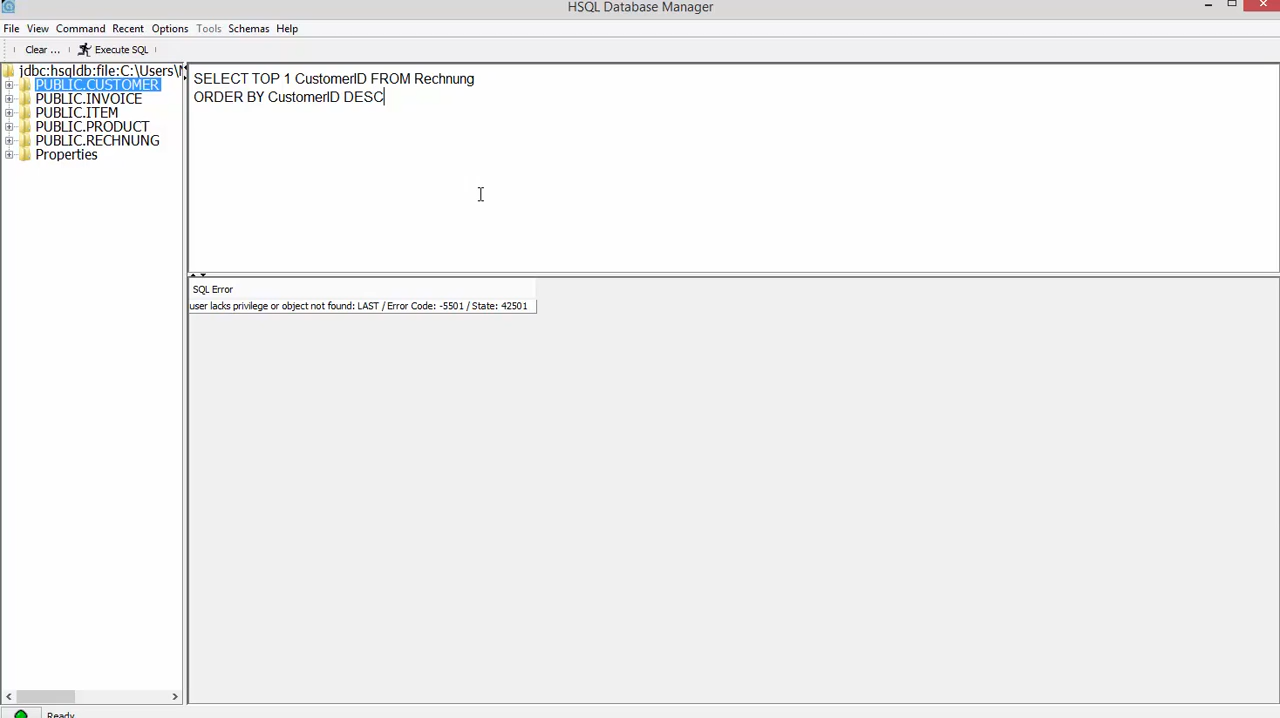 HSQL Database Manager
File View Command Recent Options Tools Schemas Help
Clear ... Execute SQL
jdbc:hsqldb:file:C:\Users\
PUBLIC.CUSTOMER
PUBLIC.INVOICE
PUBLIC.ITEM
PUBLIC.PRODUCT
PUBLIC.RECHNUNG
Properties
SELECT TOP 1 CustomerID FROM Rechnung
ORDER BY CustomerID DESC
SQL Error
user lacks privilege or object not found: LAST / Error Code: -5501 / State: 42501
Ready